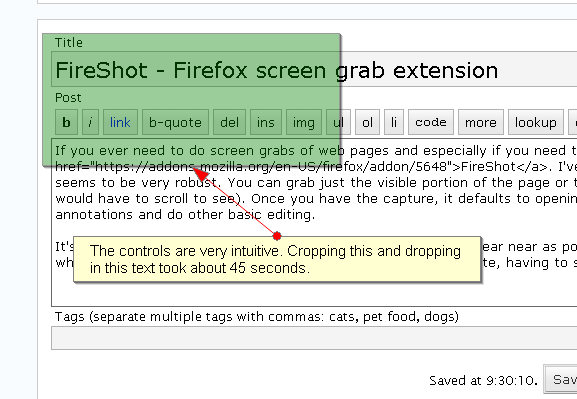 Title
FireShot - Firefox screen grab extension
Post
b i link b-quote del ins img ul ol li code more lookup
If you ever need to do screen grabs of web pages and especially if you need t
href="https://addons.mozilla.org/en-US/firefox/addon/5648">FireShot</a>. I've
seems to be very robust. You can grab just the visible portion of the page or t
would have to scroll to see). Once you have the capture, it defaults to openin
annotations and do other basic editing.
It's
ear near as po
The controls are very intuitive. Cropping this and dropping
wh
te, having to s
in this text took about 45 seconds.
Tags (separate multiple tags with commas: cats, pet food, dogs)
Saved at 9:30:10. Sav